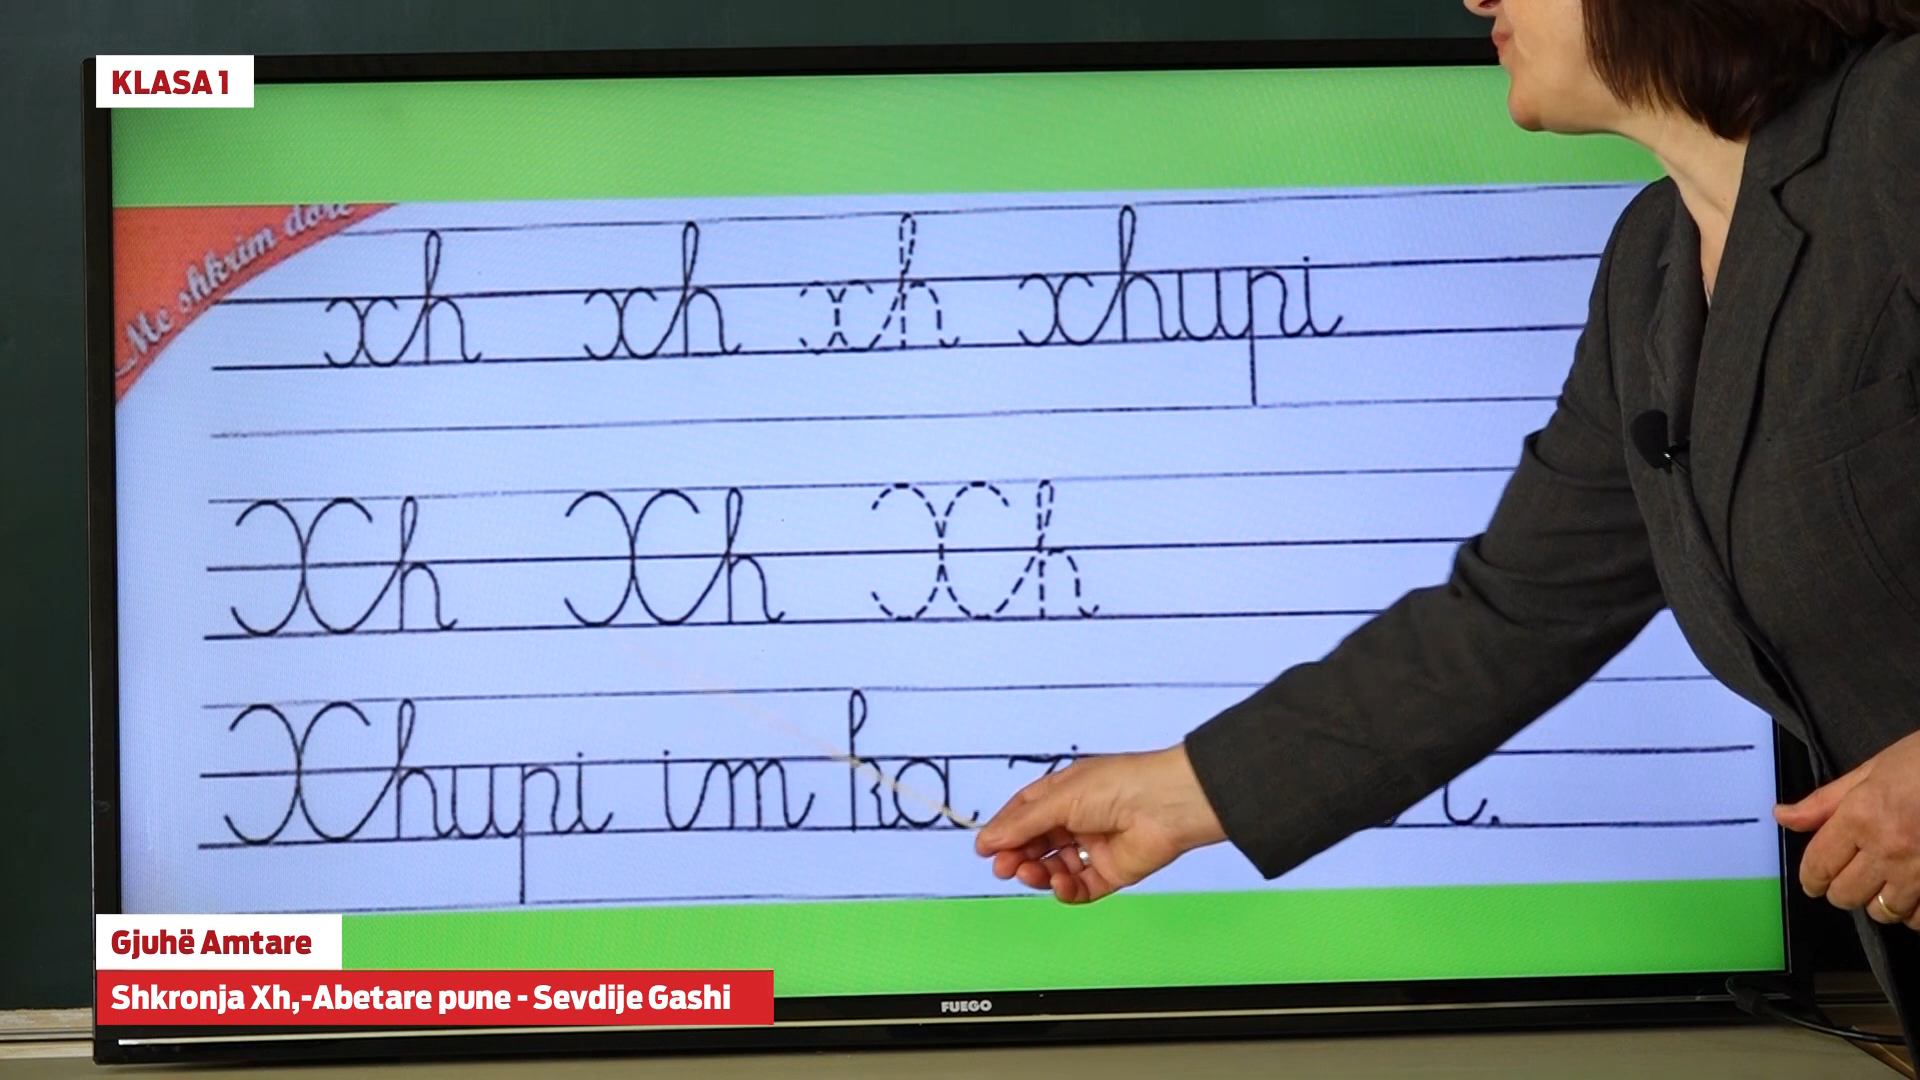 KLASA 1
Me shkrim dore
xh xh xh xhupi
Xh Xh Xh
Xhupi im ka
Gjuhë Amtare
Shkronja Xh,-Abetare pune - Sevdije Gashi
FUEGO